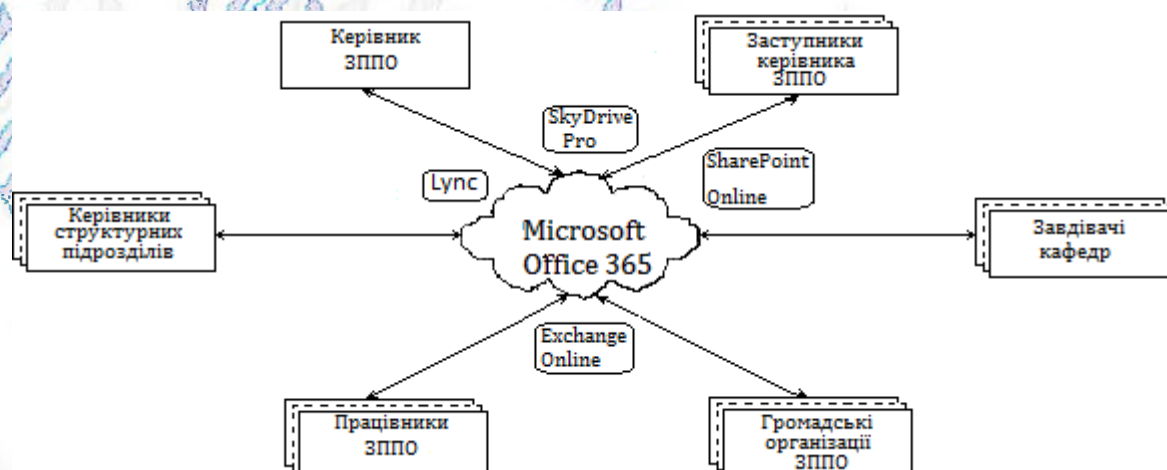 Керівник
ЗППО
Заступники
керівника
ЗППО
SkyDrive
Pro
Lync
SharePoint
Online
Керівники
структурних
підрозділів
Microsoft
Office 365
Завдівачі
кафедр
Exchange
Online
Працівники
ЗППО
Громадські
організації
ЗППО